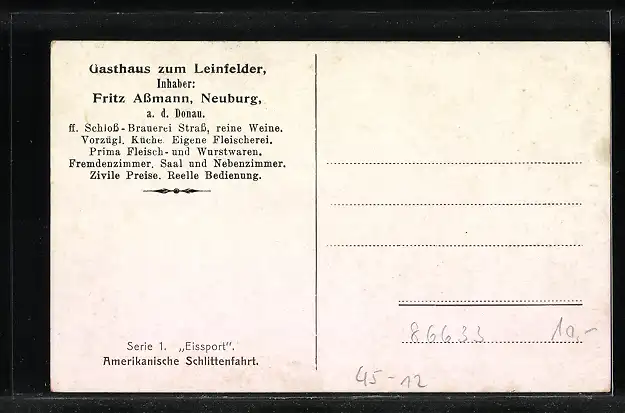 Gasthaus zum Leinfelder,
Inhaber:
Fritz Aßmann, Neuburg,
a. d. Donau.
ff. Schloß-Brauerei Straß, reine Weine.
Vorzügl. Küche. Eigene Fleischerei.
Prima Fleisch- und Wurstwaren.
Fremdenzimmer. Saal und Nebenzimmer.
Zivile Preise. Reelle Bedienung.
Serie 1. „Eissport".
Amerikanische Schlittenfahrt.
86633 10.-
45-12